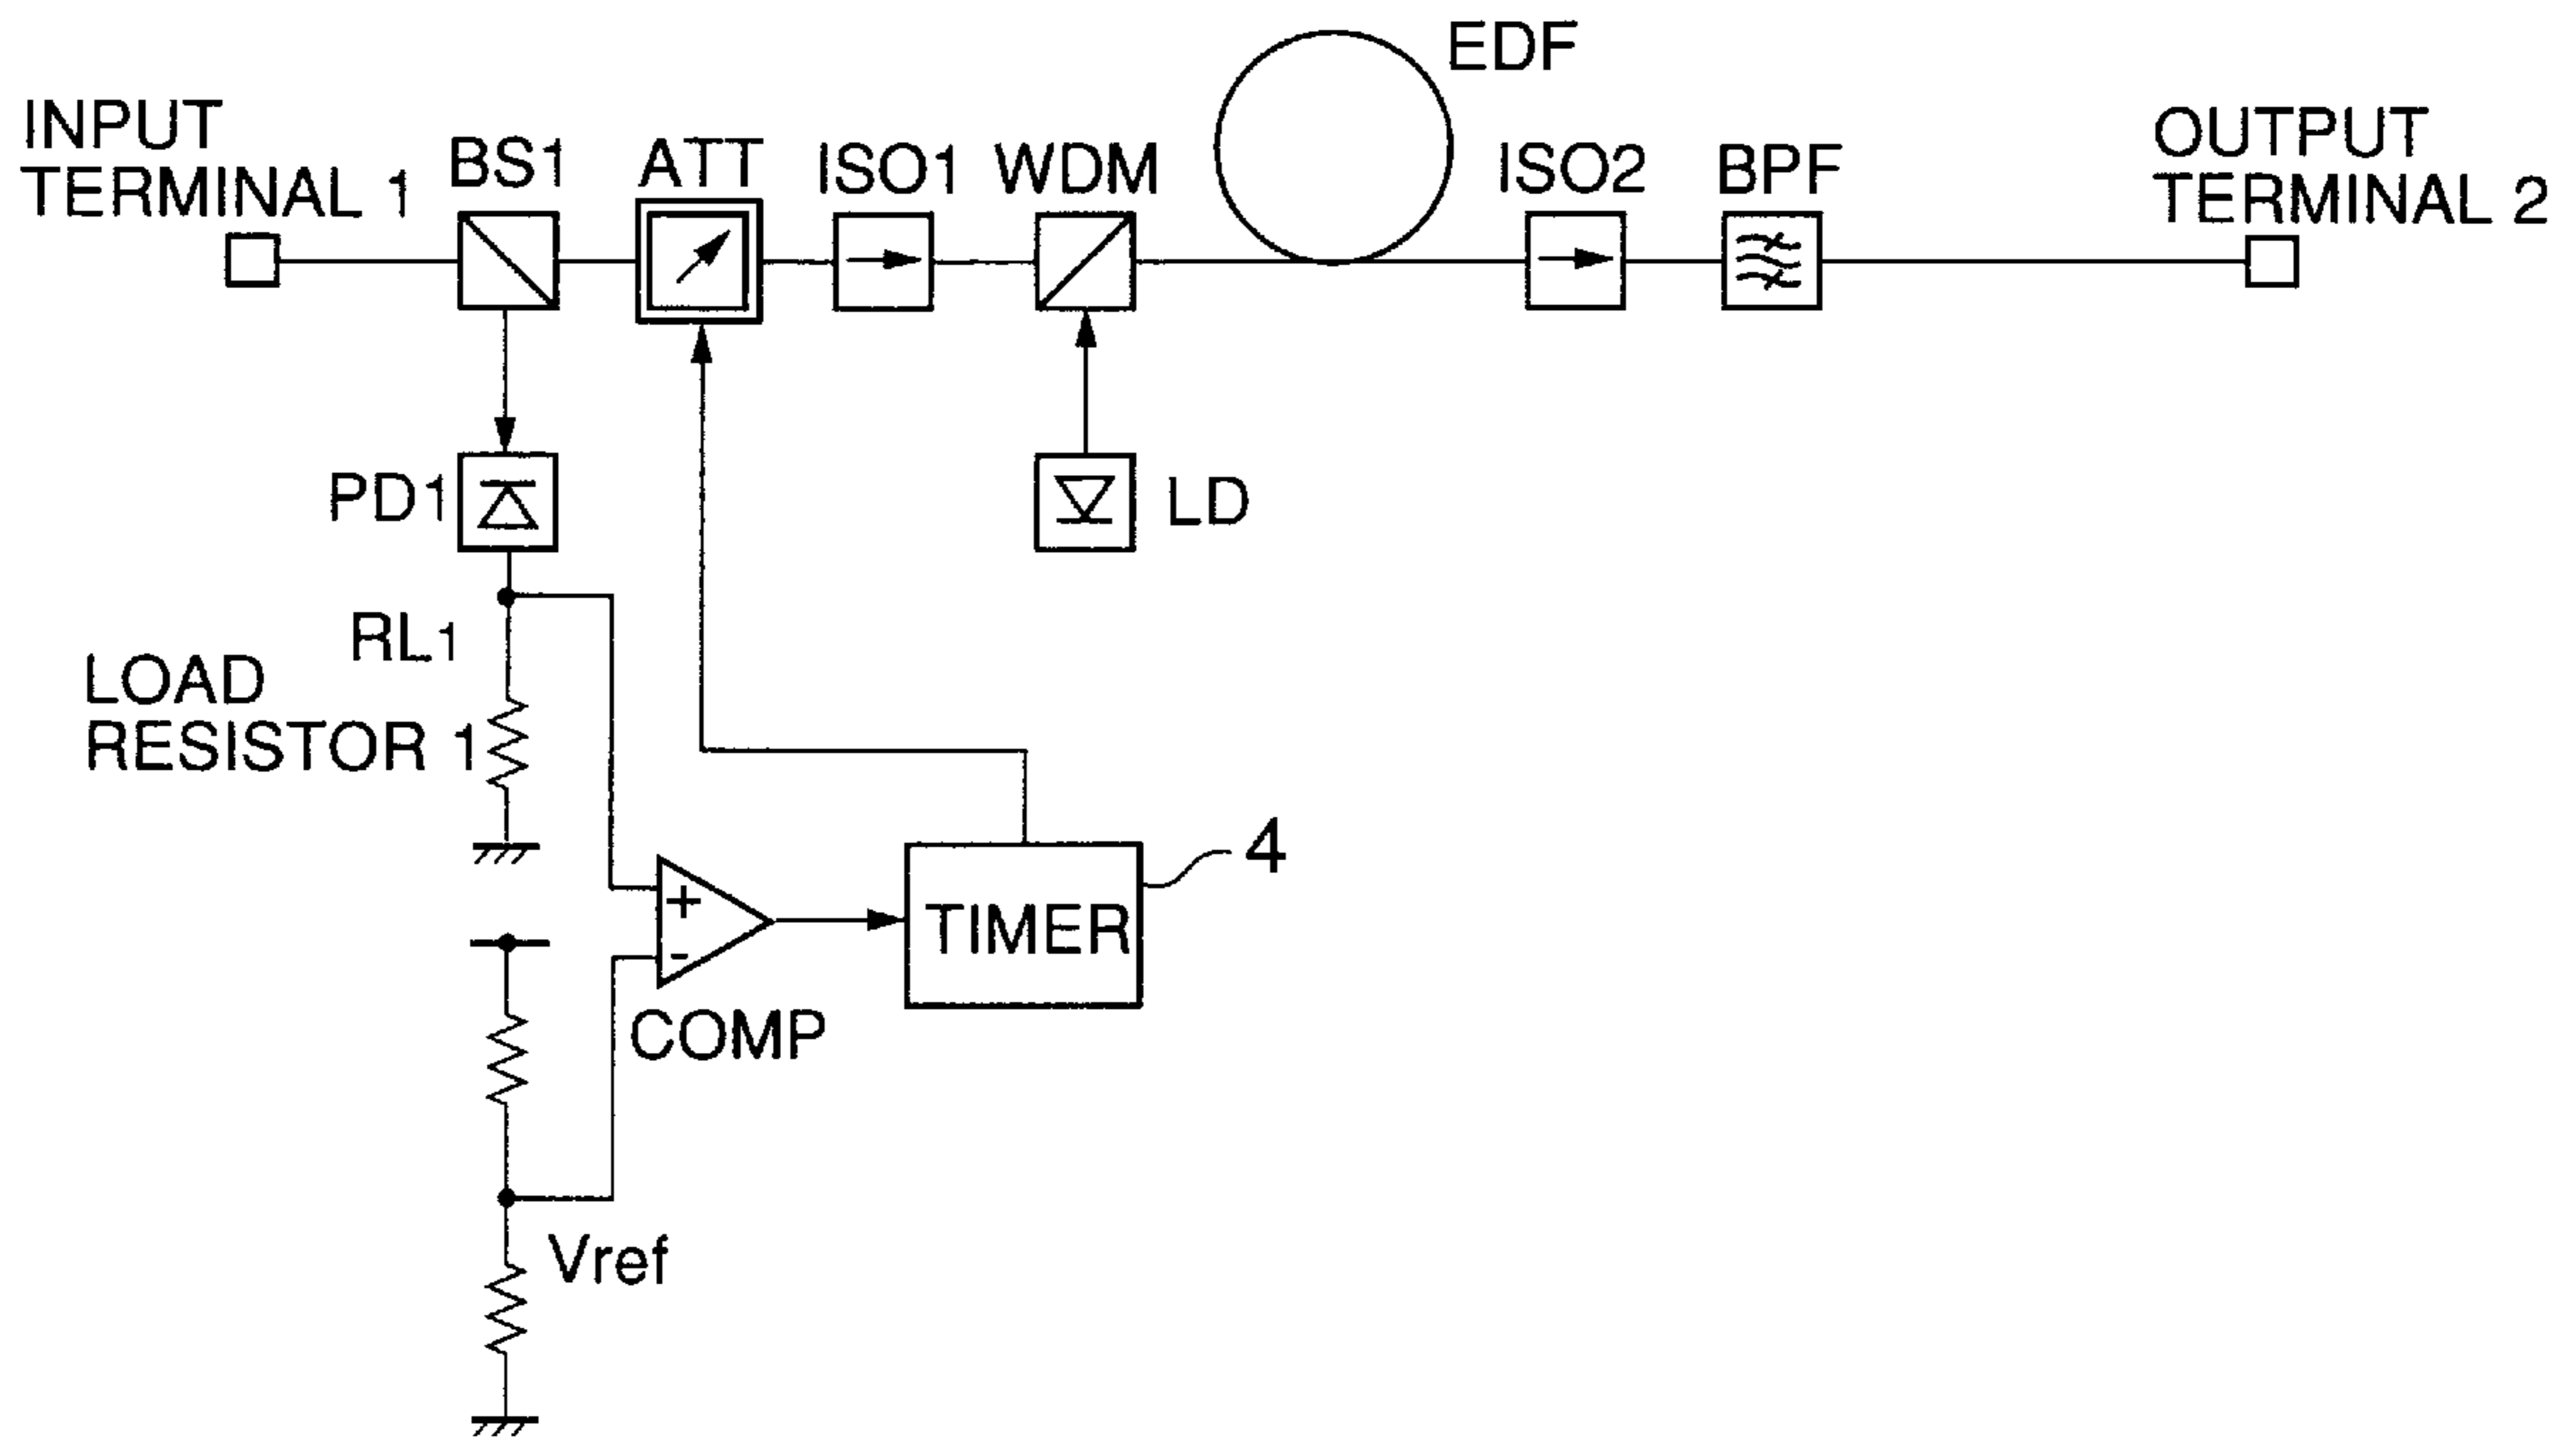 EDF
INPUT
TERMINAL 1
BS1
ATT
ISO1
WDM
ISO2
BPF
OUTPUT
TERMINAL 2
PD1
LD
RL1
LOAD
RESISTOR 1
4
+
TIMER
-
COMP
Vref